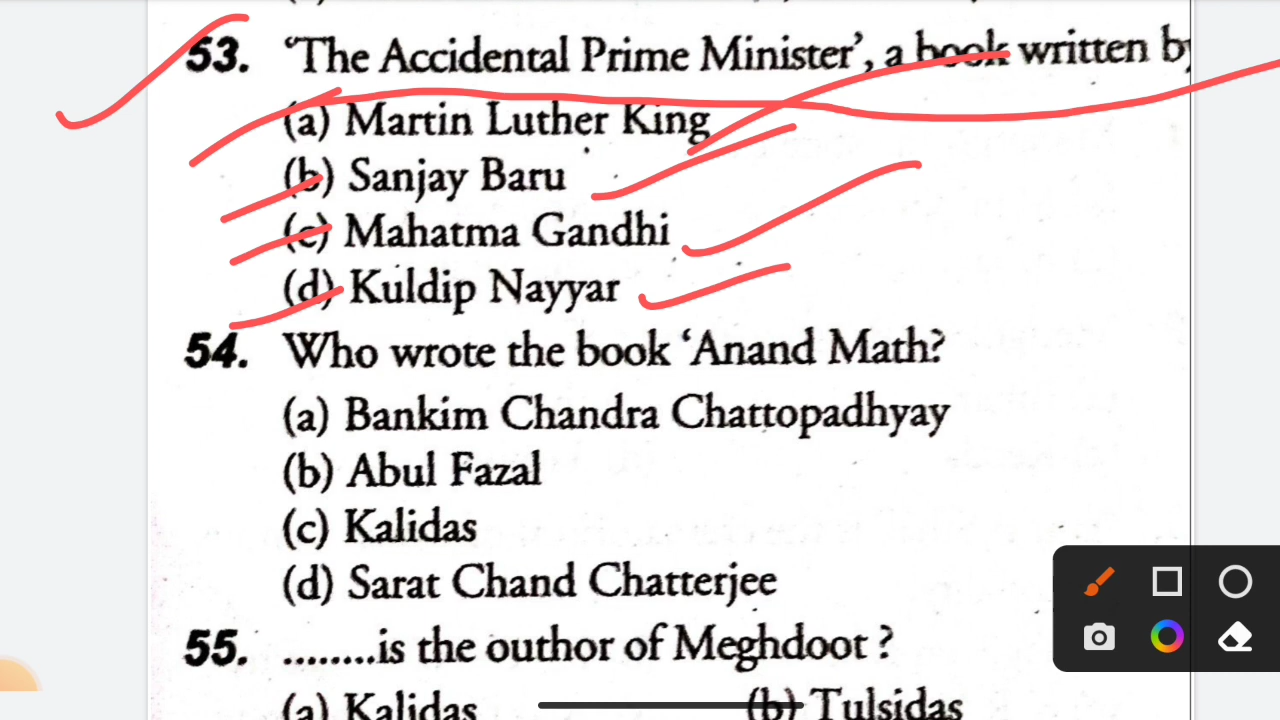 53. ‘The Accidental Prime Minister’, a book written by
(a) Martin Luther King
(b) Sanjay Baru
(c) Mahatma Gandhi
(d) Kuldip Nayyar
54. Who wrote the book ‘Anand Math?
(a) Bankim Chandra Chattopadhyay
(b) Abul Fazal
(c) Kalidas
(d) Sarat Chand Chatterjee
55. ........is the outhor of Meghdoot ?
(a) Kalidas (b) Tulsidas